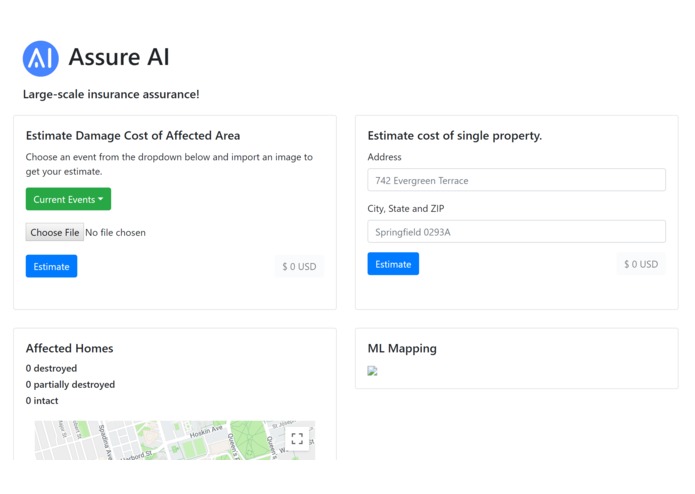 AI Assure AI
Large-scale insurance assurance!
Estimate Damage Cost of Affected Area
Choose an event from the dropdown below and import an image to
get your estimate.
Current Events
Choose File No file chosen
Estimate $ 0 USD
Estimate cost of single property.
Address
742 Evergreen Terrace
City, State and ZIP
Springfield 0293A
Estimate $ 0 USD
Affected Homes
0 destroyed
0 partially destroyed
0 intact
Spadina Ave
Harbord St
Hoskin Ave
Queen's
Queen's
ML Mapping